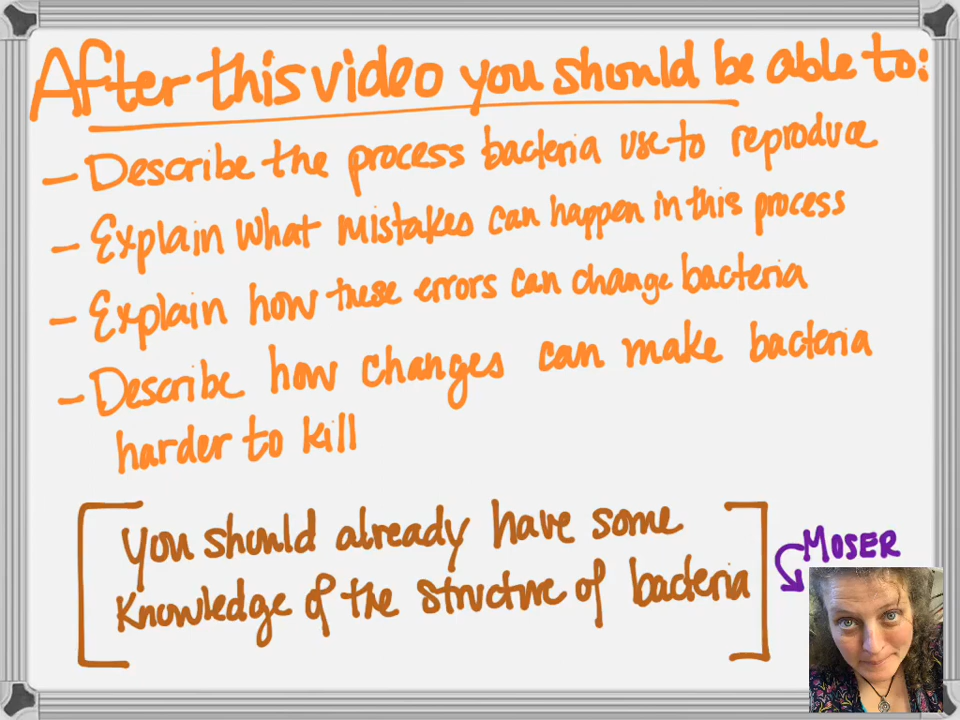 After this video you should be able to:
- Describe the process bacteria use to reproduce
- Explain what mistakes can happen in this process
- Explain how these errors can change bacteria
- Describe how changes can make bacteria
harder to kill
[You should already have some
knowledge of the structure of bacteria]
MOSER